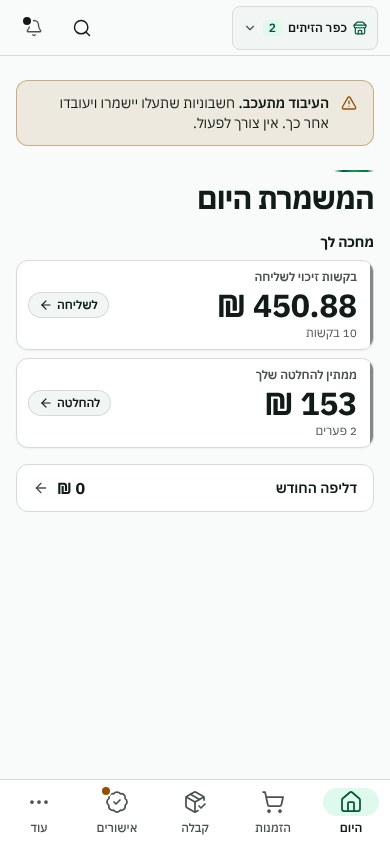 כפר הזיתים 2
העיבוד מתעכב. חשבוניות שתעלו יישמרו ויעובדו
אחר כך. אין צורך לפעול.
המשמרת היום
מחכה לך
בקשות זיכוי לשליחה
450.88 ₪
10 בקשות
לשליחה
ממתין להחלטה שלך
153 ₪
2 פערים
להחלטה
דליפה החודש
0 ₪
היום
הזמנות
קבלה
אישורים
עוד